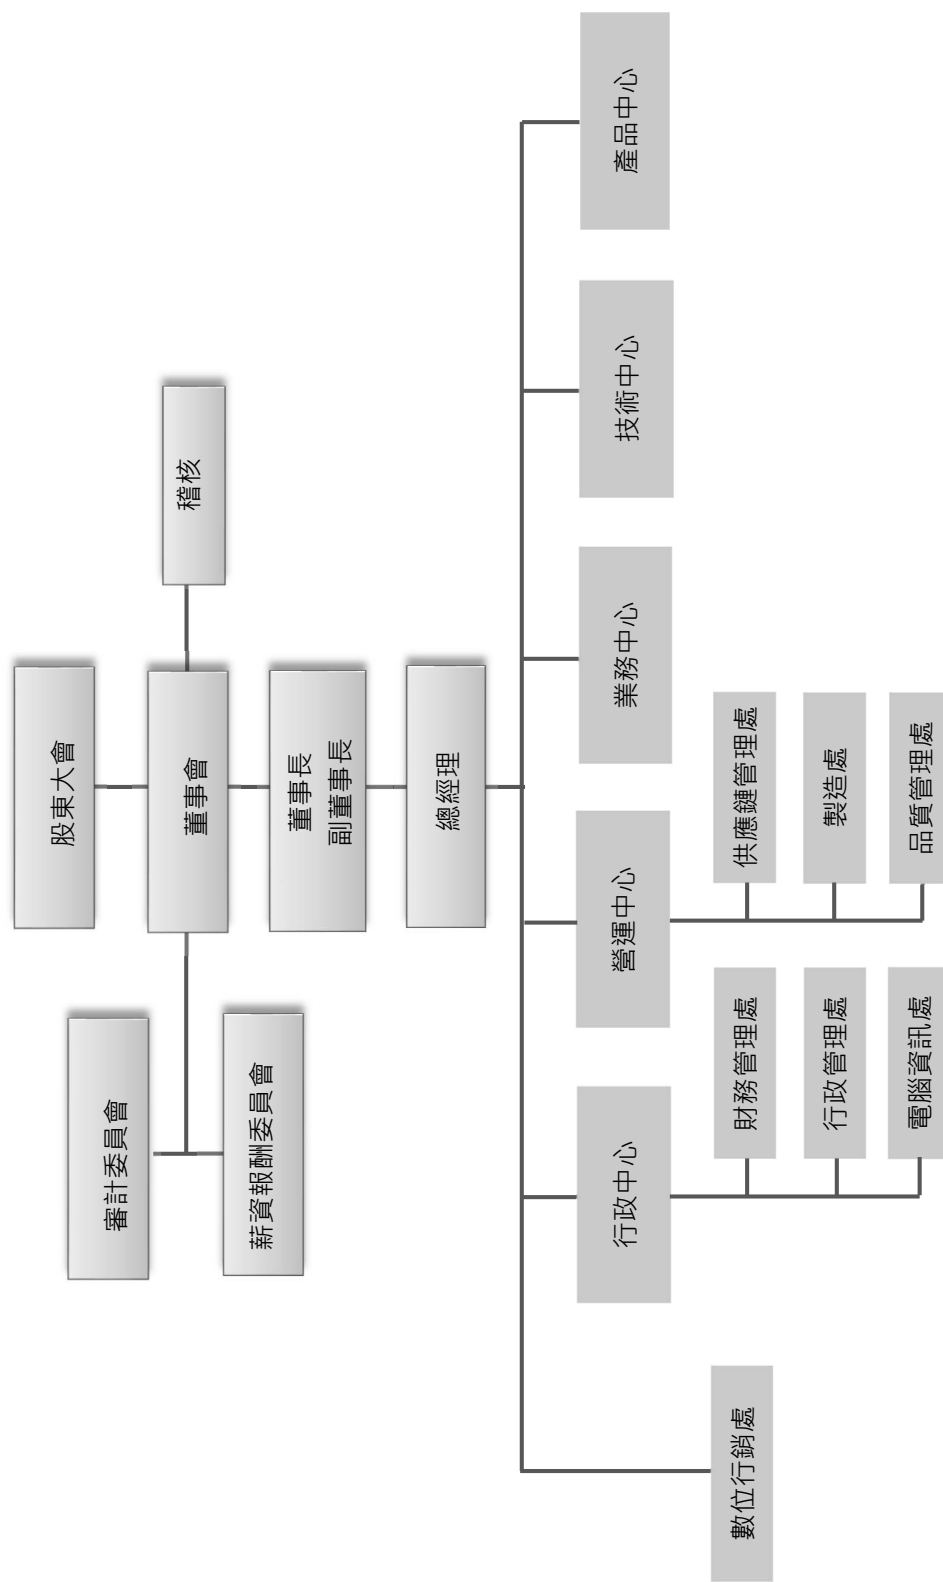 股東大會
審計委員會
董事會
稽核
薪資報酬委員會
董事長
副董事長
總經理
行政中心
營運中心
業務中心
技術中心
產品中心
數位行銷處
財務管理處
供應鏈管理處
行政管理處
製造處
電腦資訊處
品質管理處